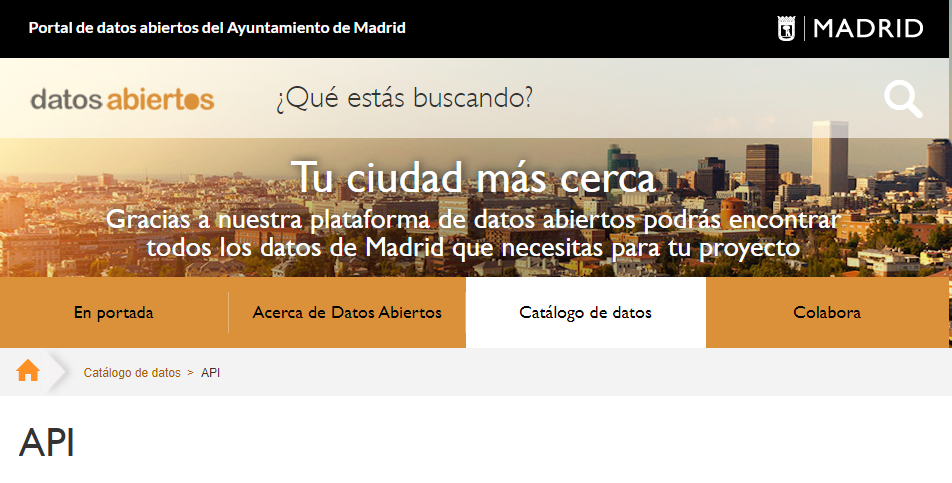 Portal de datos abiertos del Ayuntamiento de Madrid
MADRID
datos abiertos
¿Qué estás buscando?
Tu ciudad más cerca
Gracias a nuestra plataforma de datos abiertos podrás encontrar
todos los datos de Madrid que necesitas para tu proyecto
En portada
Acerca de Datos Abiertos
Catálogo de datos
Colabora
Catálogo de datos > API
API